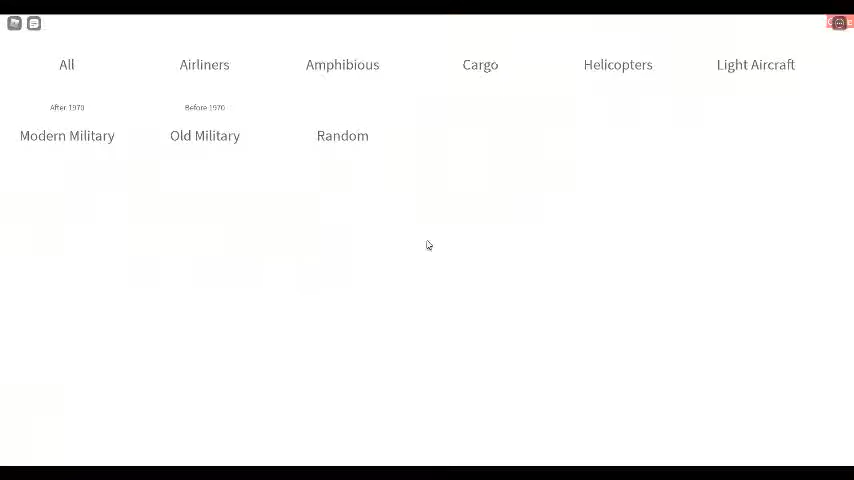 All Airliners Amphibious Cargo Helicopters Light Aircraft
After 1970 Before 1970
Modern Military Old Military Random